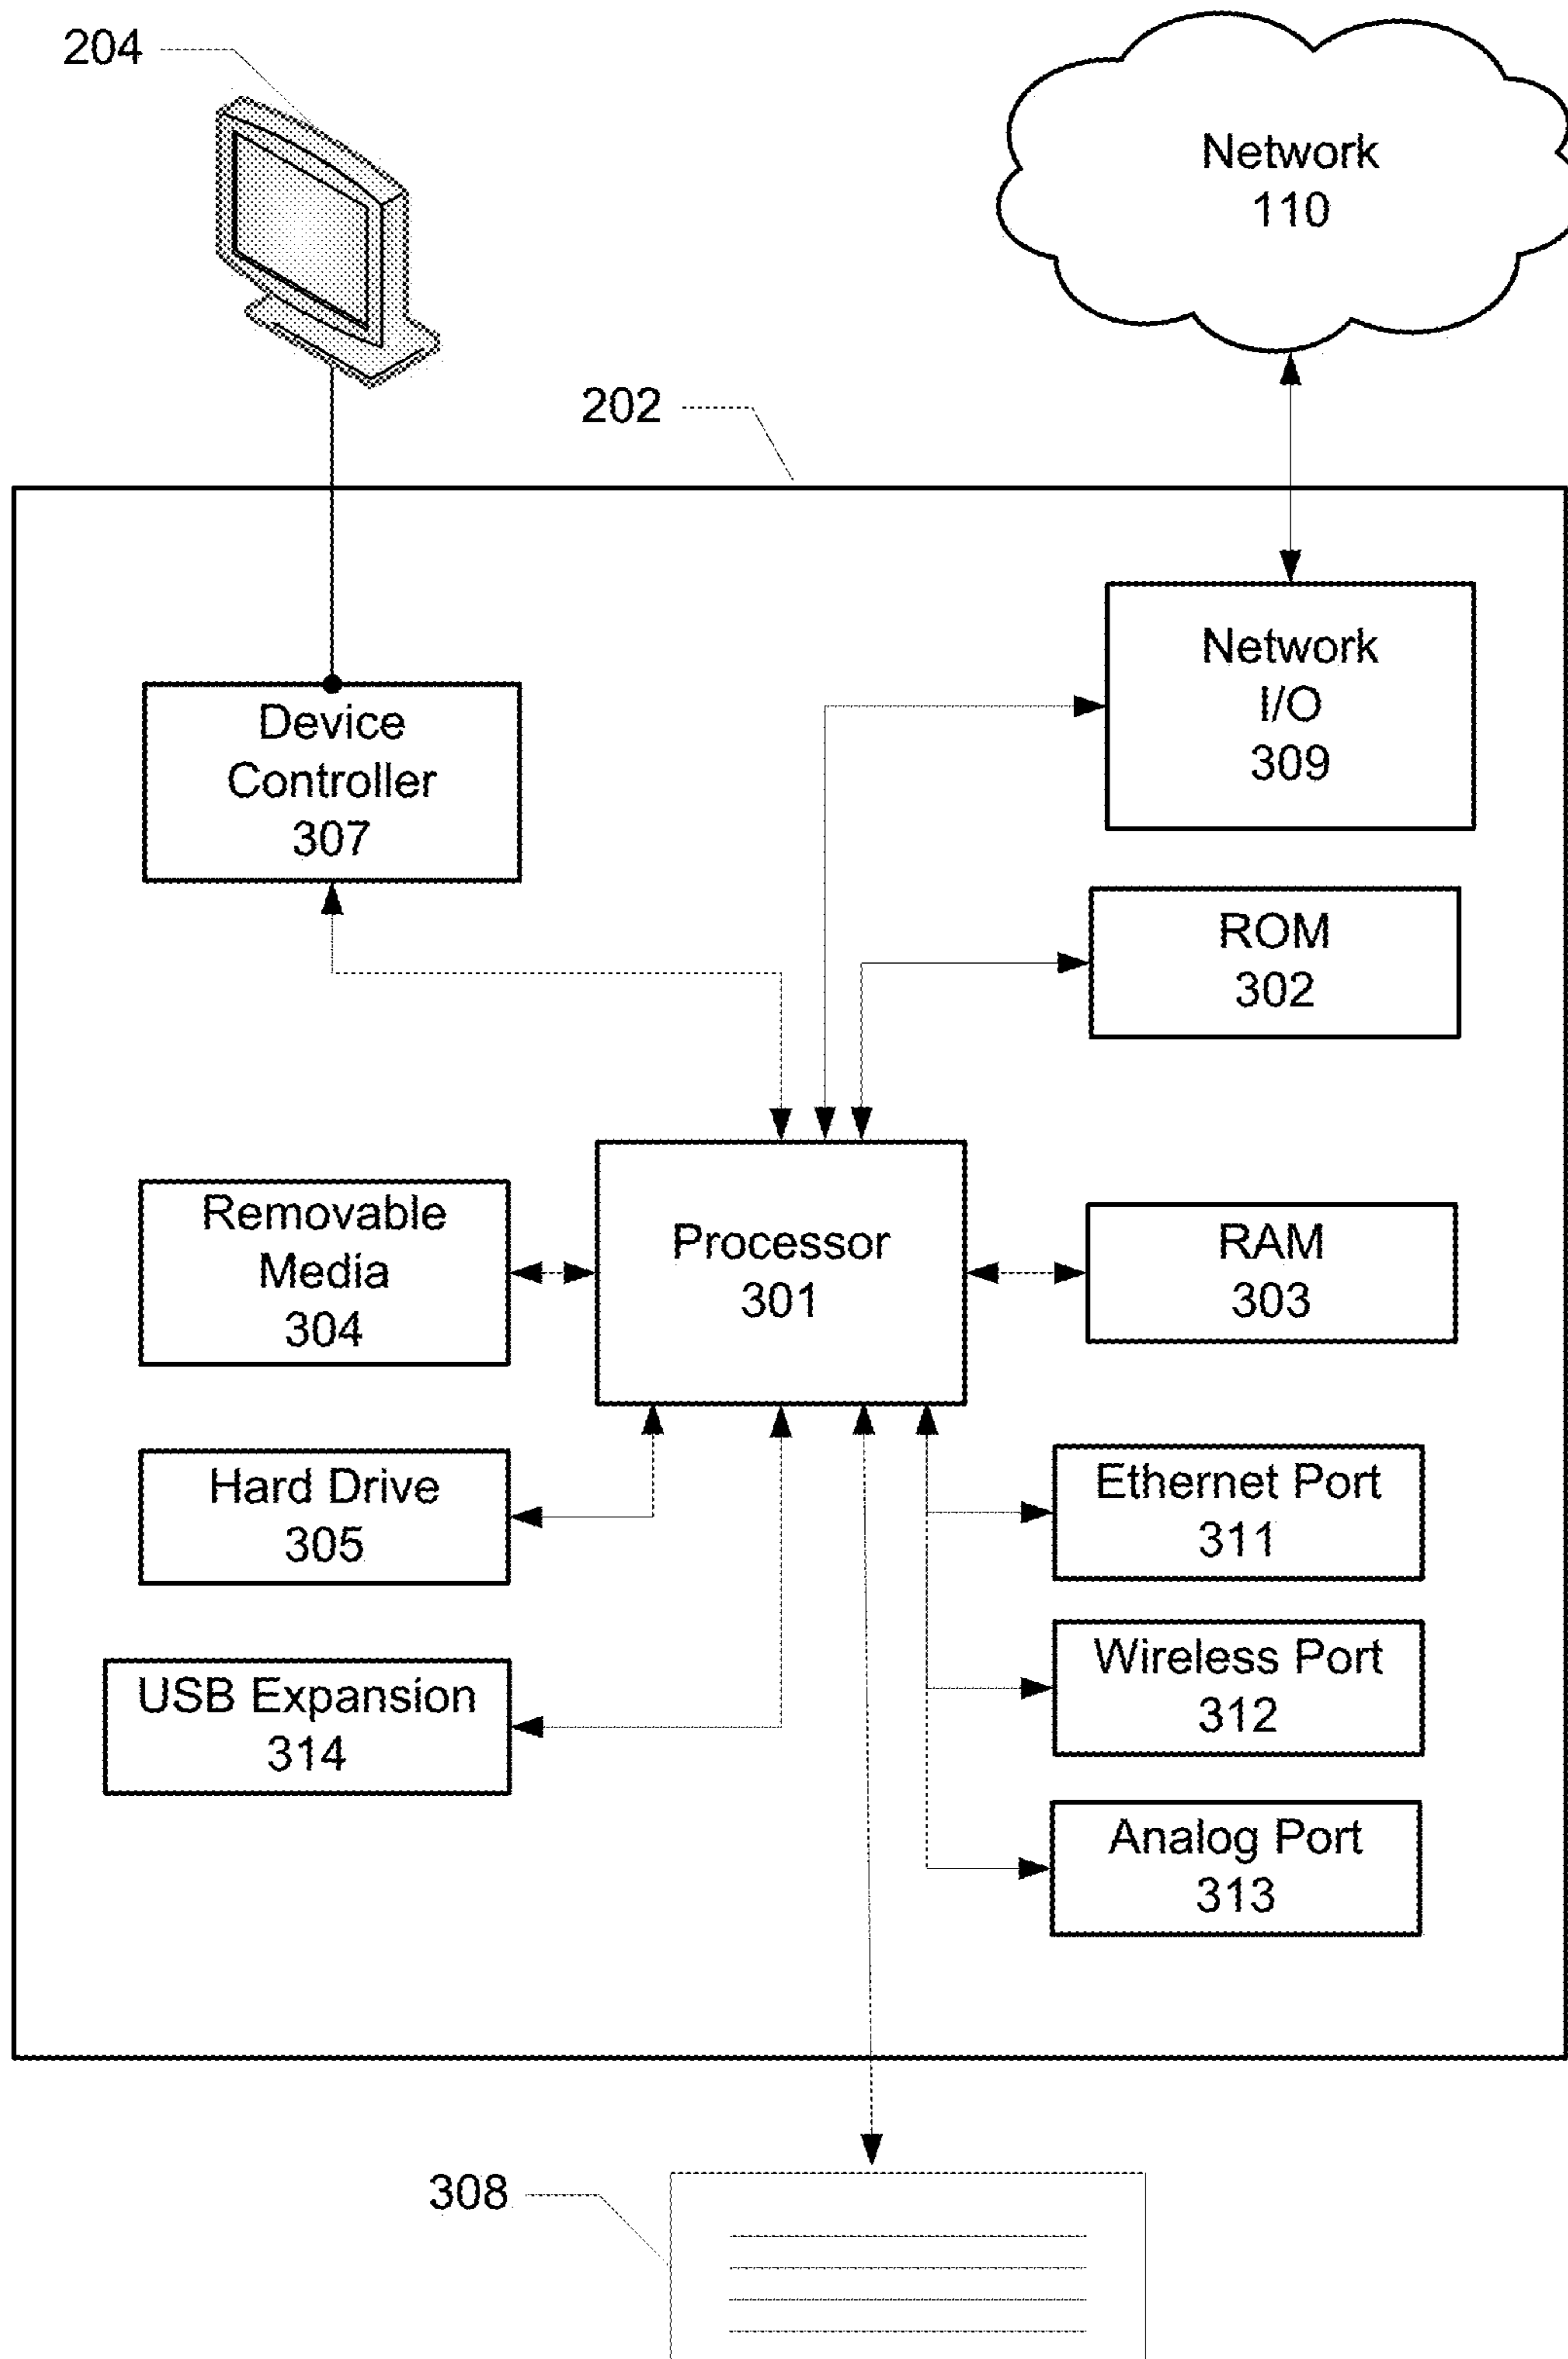 204
Network
110
202
Network
I/O
309
Device
Controller
307
ROM
302
Removable
Media
304
Processor
301
RAM
303
Hard Drive
305
Ethernet Port
311
USB Expansion
314
Wireless Port
312
Analog Port
313
308